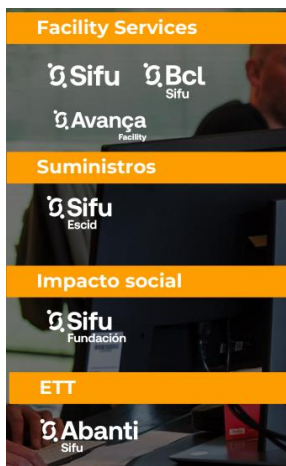 Facility Services
Sifu Bcl
Sifu
Avança
Facility
Suministros
Sifu
Escid
Impacto social
Sifu
Fundación
ETT
Abanti
Sifu